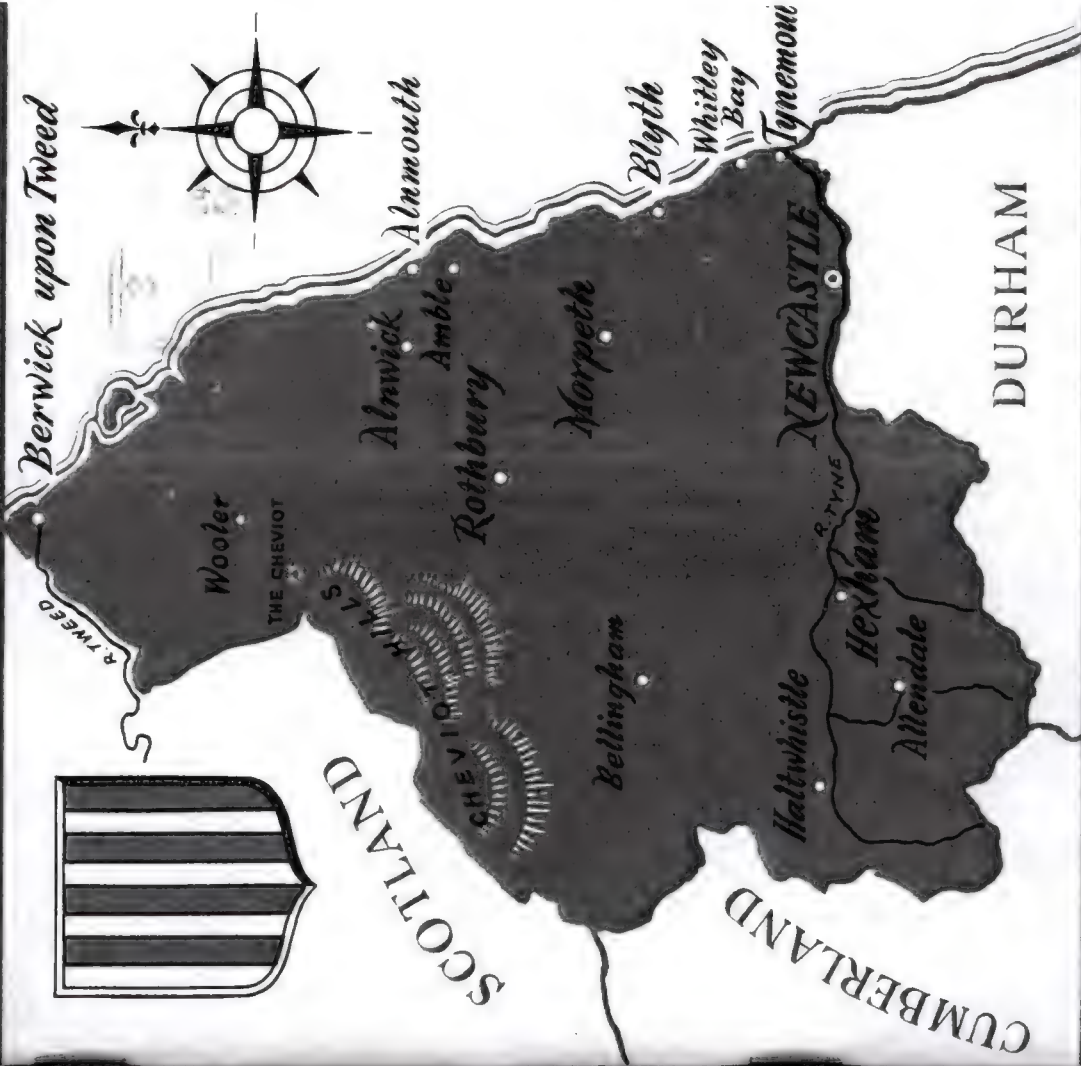 Berwick upon Tweed
R. TWEED
Wooler
THE CHEVIOT
CHEVIOT HILLS
Alnmouth
Alnwick
Amble
Rothbury
Morpeth
Blyth
Whitley
Bay
Tynemou
Bellingham
NEWCASTLE
R. TYNE
Hexham
Haltwhistle
Allendale
SCOTLAND
CUMBERLAND
DURHAM